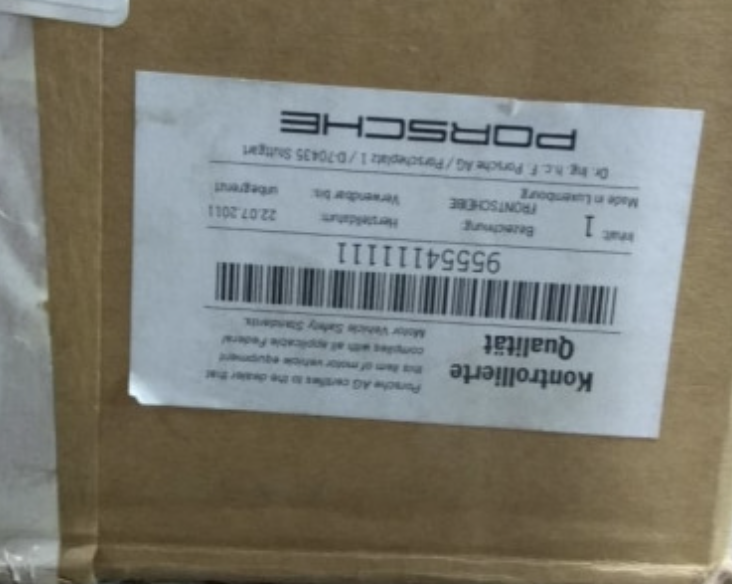 Kontrollierte
Qualität
Porsche AG certifies to the dealer that
this item of motor vehicle equipment
complies with all applicable Federal
Motor Vehicle Safety Standards.
95554111111
Inhalt: 1 Bezeichnung: Herstelldatum: 22.07.2011
FRONTSCHEIBE Verwendbar bis: unbegrenzt
Made in Luxembourg
Dr. Ing. h.c. F. Porsche AG / Porscheplatz 1 / D-70435 Stuttgart
PORSCHE